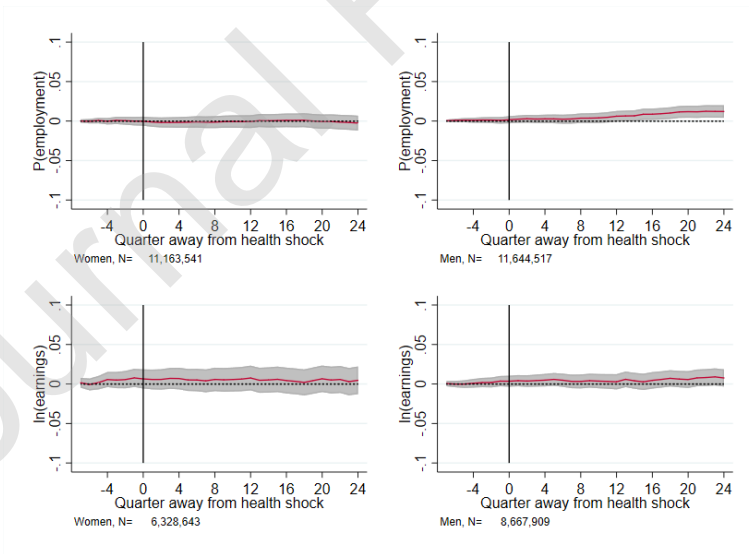 P(employment)
.1
.05
0
-.05
-.1
-4 0 4 8 12 16 20 24
Quarter away from health shock
Women, N= 11,163,541
P(employment)
.1
.05
0
-.05
-.1
-4 0 4 8 12 16 20 24
Quarter away from health shock
Men, N= 11,644,517
ln(earnings)
.1
.05
0
-.05
-.1
-4 0 4 8 12 16 20 24
Quarter away from health shock
Women, N= 6,328,643
ln(earnings)
.1
.05
0
-.05
-.1
-4 0 4 8 12 16 20 24
Quarter away from health shock
Men, N= 8,667,909